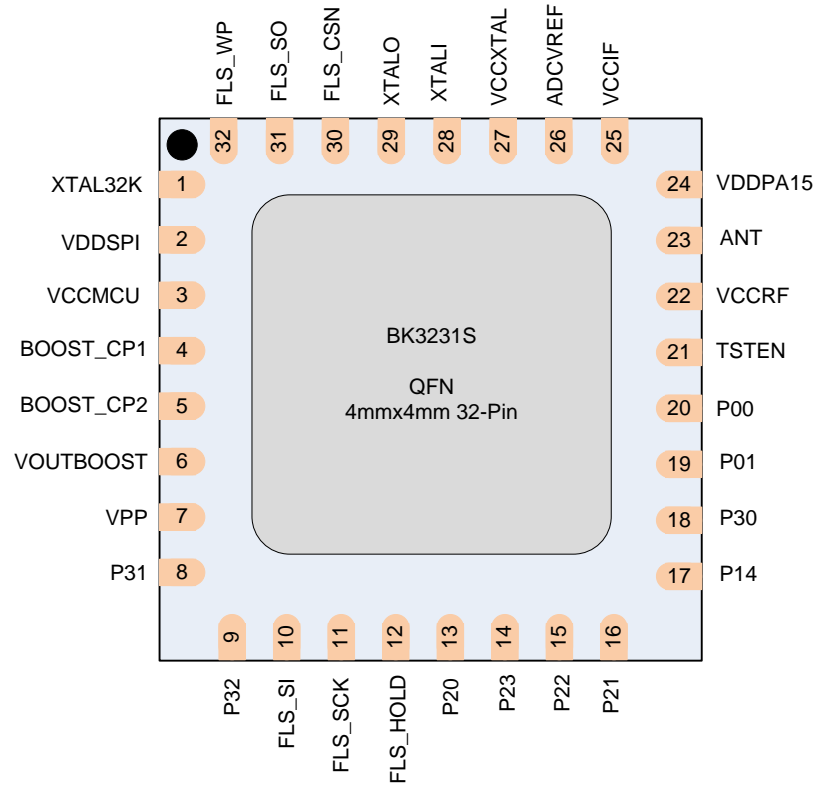 FLS_WP
FLS_SO
FLS_CSN
XTALO
XTALI
VCCXTAL
ADCVREF
VCCIF
32
31
30
29
28
27
26
25
XTAL32K 1
VDDSPI 2
VCCMCU 3
BOOST_CP1 4
BOOST_CP2 5
VOUTBOOST 6
VPP 7
P31 8
BK3231S
QFN
4mmx4mm 32-Pin
24 VDDPA15
23 ANT
22 VCCRF
21 TSTEN
20 P00
19 P01
18 P30
17 P14
9
10
11
12
13
14
15
16
P32
FLS_SI
FLS_SCK
FLS_HOLD
P20
P23
P22
P21